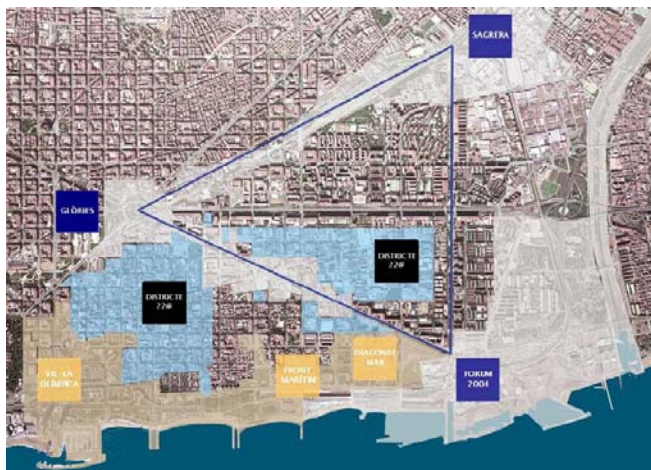 SAGRERA
GLÒRIES
DISTRICTE
22@
DISTRICTE
22@
VIL·LA
OLÍMPICA
FRONT
MARÍTIM
DIAGONAL
MAR
FORUM
2004